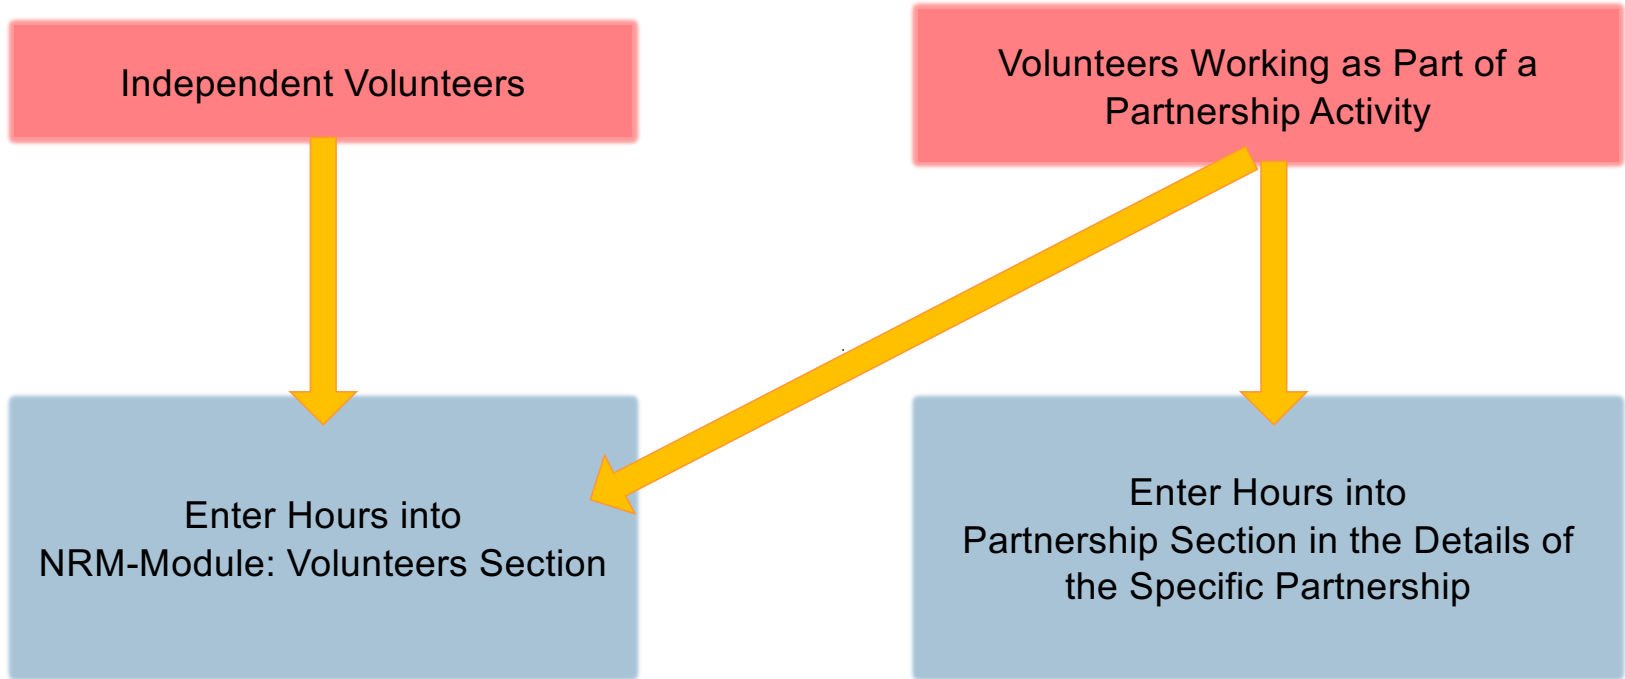 Independent Volunteers
Volunteers Working as Part of a
Partnership Activity
Enter Hours into
NRM-Module: Volunteers Section
Enter Hours into
Partnership Section in the Details of
the Specific Partnership